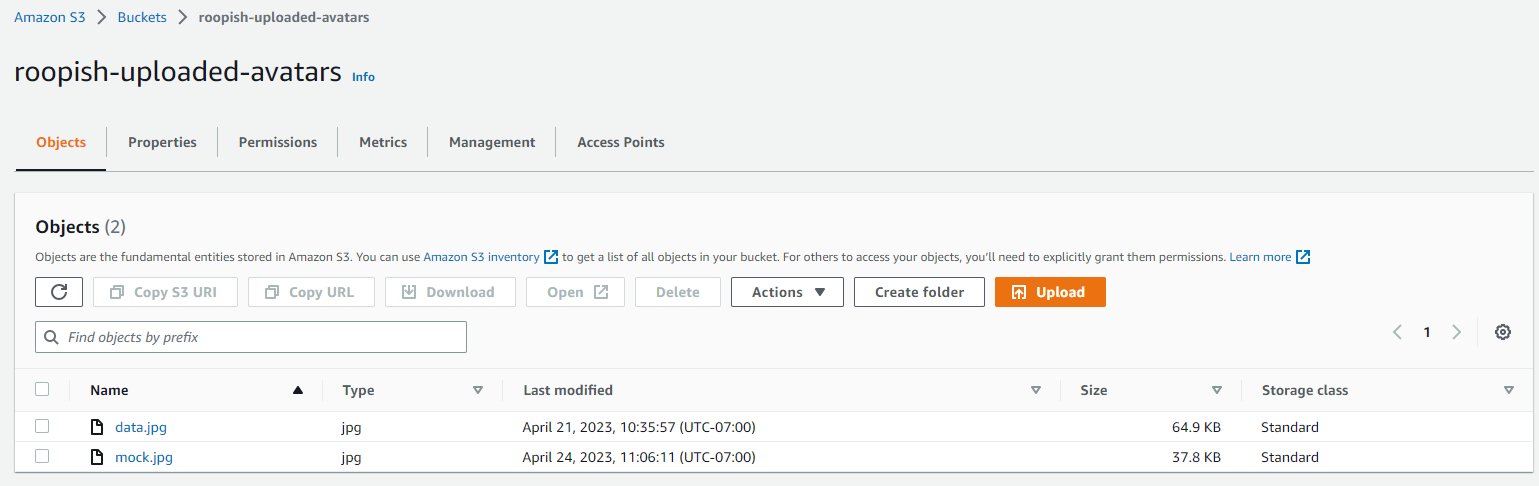 Amazon S3 > Buckets > roopish-uploaded-avatars
roopish-uploaded-avatars Info
Objects Properties Permissions Metrics Management Access Points
Objects (2)
Objects are the fundamental entities stored in Amazon S3. You can use Amazon S3 inventory to get a list of all objects in your bucket. For others to access your objects, you'll need to explicitly grant them permissions. Learn more
Copy S3 URI Copy URL Download Open Delete Actions Create folder Upload
Find objects by prefix
1
Name Type Last modified Size Storage class
data.jpg jpg April 21, 2023, 10:35:57 (UTC-07:00) 64.9 KB Standard
mock.jpg jpg April 24, 2023, 11:06:11 (UTC-07:00) 37.8 KB Standard